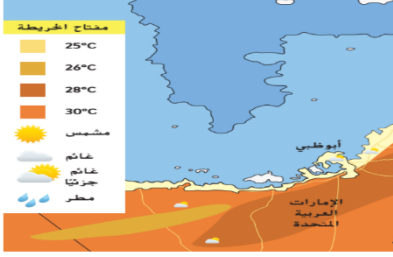 مفتاح الخريطة
25°C
26°C
28°C
30°C
مشمس
غائم
غائم
جزئيًا
مطر
أبوظبي
الإمارات
العربية
المتحدة